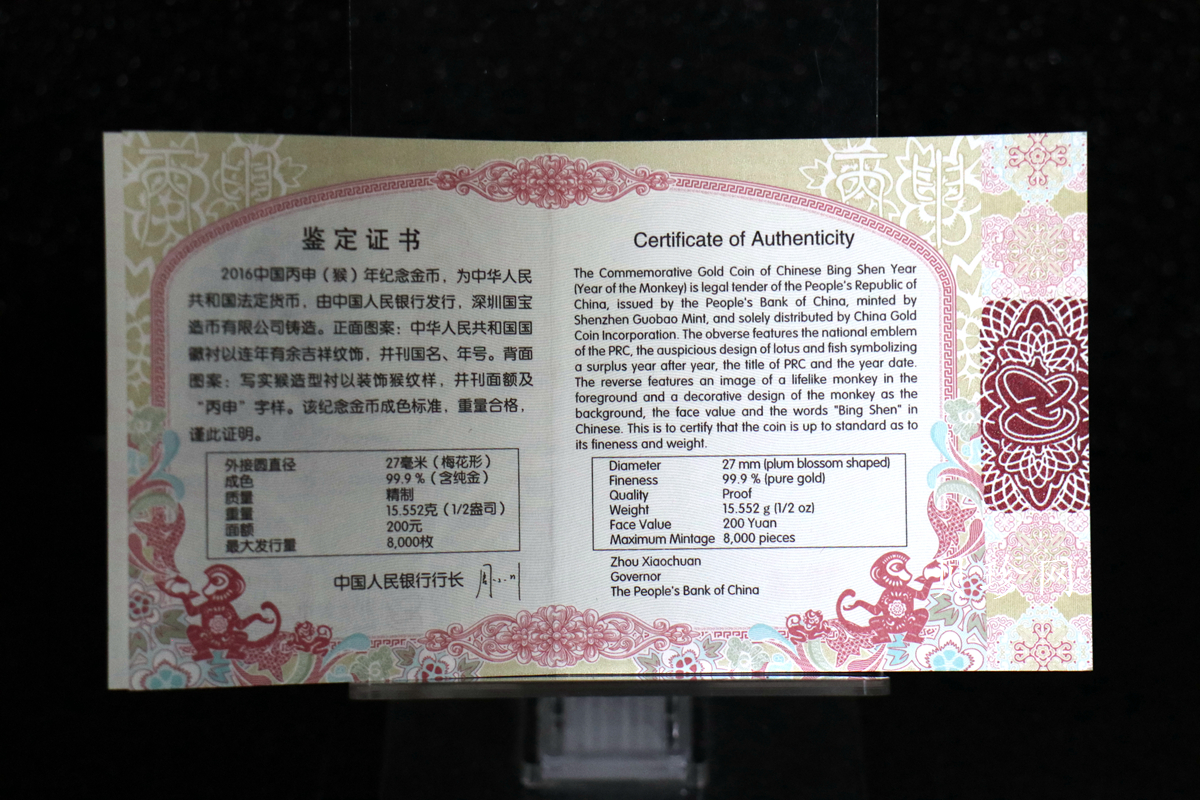 鉴定证书
2016中国丙申（猴）年纪念金币，为中华人民
共和国法定货币，由中国人民银行发行，深圳国宝
造币有限公司铸造。正面图案：中华人民共和国国
徽衬以连年有余吉祥纹饰，并刊国名、年号。背面
图案：写实猴造型衬以装饰猴纹样，并刊面额及
“丙申”字样。该纪念金币成色标准，重量合格，
谨此证明。
外接圆直径 27毫米（梅花形）
成色 99.9％（含纯金）
质量 精制
重量 15.552克（1/2盎司）
面额 200元
最大发行量 8,000枚
中国人民银行行长
Certificate of Authenticity
The Commemorative Gold Coin of Chinese Bing Shen Year
(Year of the Monkey) is legal tender of the People's Republic of
China, issued by the People's Bank of China, minted by
Shenzhen Guobao Mint, and solely distributed by China Gold
Coin Incorporation. The obverse features the national emblem
of the PRC, the auspicious design of lotus and fish symbolizing
a surplus year after year, the title of PRC and the year date.
The reverse features an image of a lifelike monkey in the
foreground and a decorative design of the monkey as the
background, the face value and the words "Bing Shen" in
Chinese. This is to certify that the coin is up to standard as to
its fineness and weight.
Diameter 27 mm (plum blossom shaped)
Fineness 99.9 % (pure gold)
Quality Proof
Weight 15.552 g (1/2 oz)
Face Value 200 Yuan
Maximum Mintage 8,000 pieces
Zhou Xiaochuan
Governor
The People's Bank of China